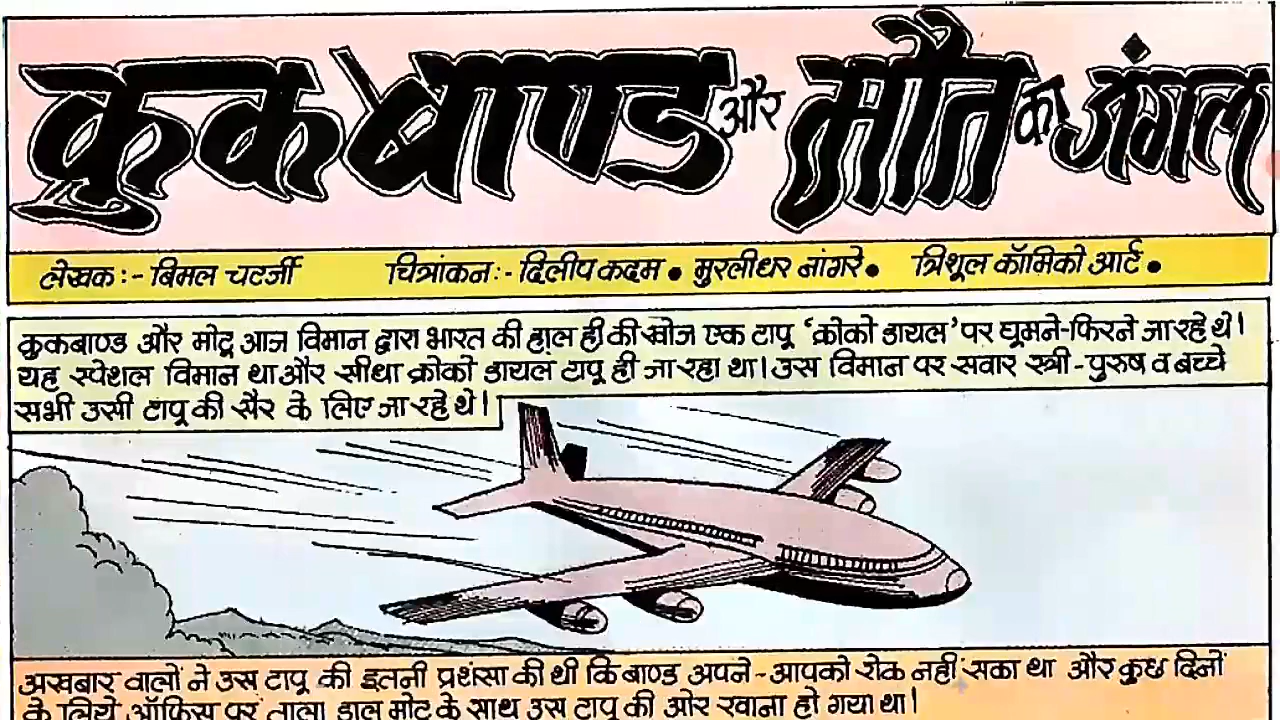 कुकबाण्ड और मौत का जंगल
लेखक :- बिमल चटर्जी चित्रांकन :- दिलीप कदम • मुरलीधर नांगरे • त्रिशूल कॉमिको आर्ट •
कुकबाण्ड और मोटू आज विमान द्वारा भारत की हाल ही की खोज एक टापू ‘क्रोको डायल’ पर घूमने-फिरने जा रहे थे।
यह स्पेशल विमान था और सीधा क्रोको डायल टापू ही जा रहा था। उस विमान पर सवार स्त्री-पुरुष व बच्चे
सभी उसी टापू की सैर के लिए जा रहे थे।
अखबार वालों ने उस टापू की इतनी प्रशंसा की थी कि बाण्ड अपने-आपको रोक नहीं सका था और कुछ दिनों
के लिये ऑफिस पर ताला डाल मोटू के साथ उस टापू की ओर रवाना हो गया था।